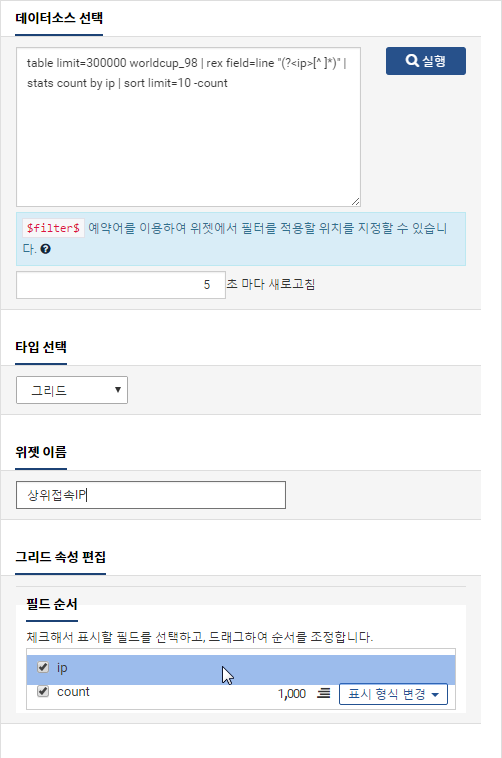 데이터소스 선택
table limit=300000 worldcup_98 | rex field=line "(?<ip>[^ ]*)" |
stats count by ip | sort limit=10 -count
실행
$filter$ 예약어를 이용하여 위젯에서 필터를 적용할 위치를 지정할 수 있습니
다.
5 초 마다 새로고침
타입 선택
그리드
위젯 이름
상위접속IP
그리드 속성 편집
필드 순서
체크해서 표시할 필드를 선택하고, 드래그하여 순서를 조정합니다.
ip
count 1,000 표시 형식 변경